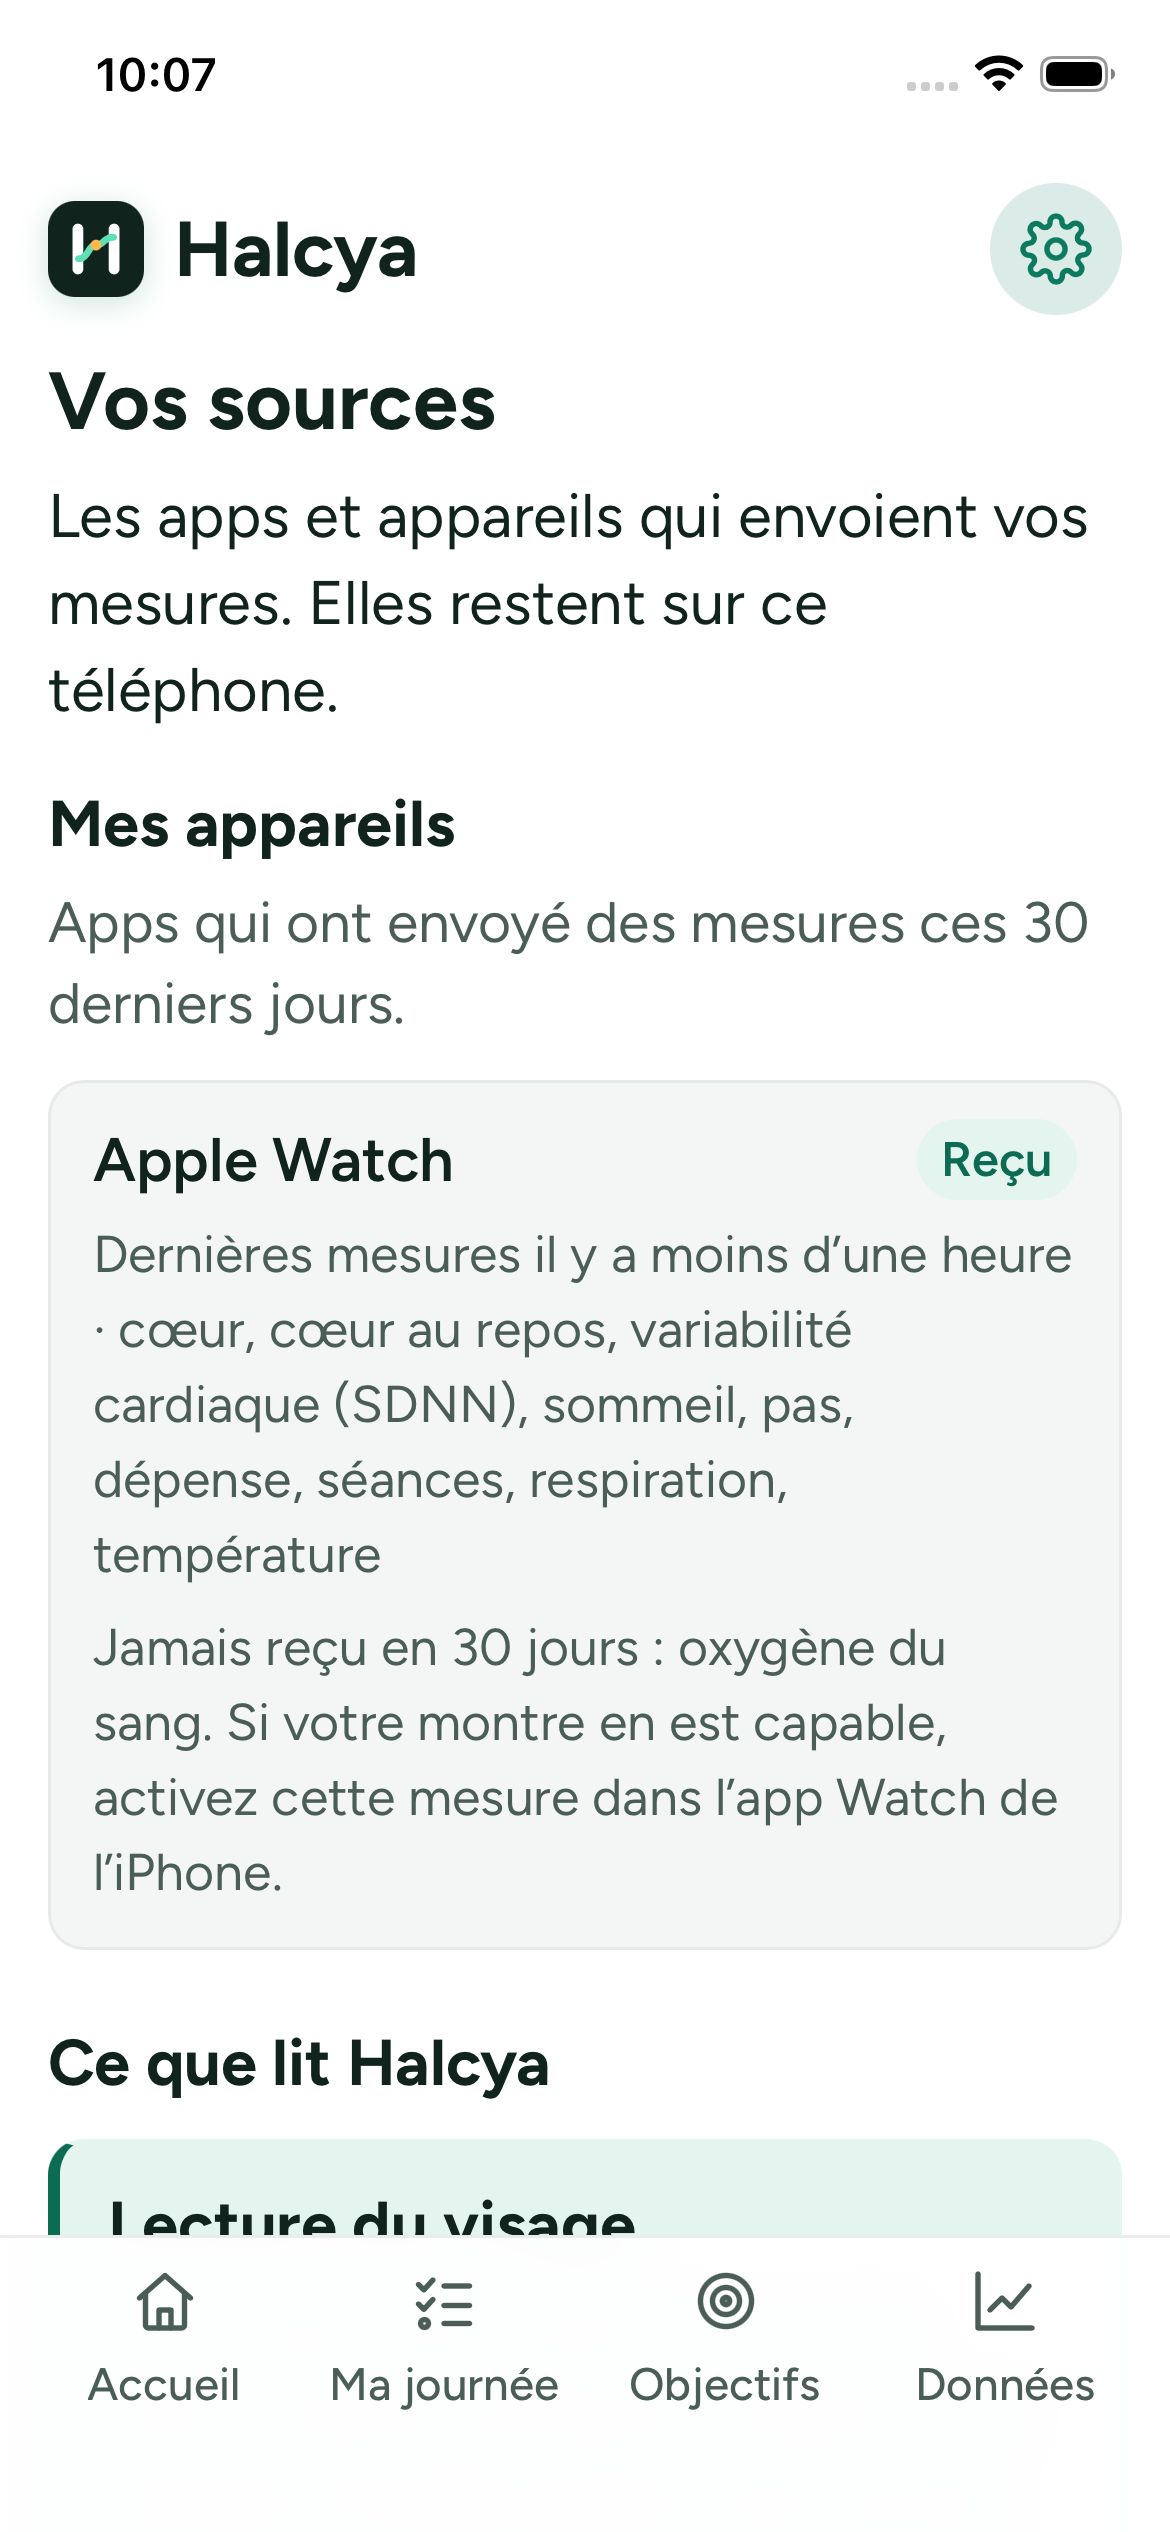 10:07
Halcya
Vos sources
Les apps et appareils qui envoient vos
mesures. Elles restent sur ce
téléphone.
Mes appareils
Apps qui ont envoyé des mesures ces 30
derniers jours.
Apple Watch
Reçu
Dernières mesures il y a moins d’une heure
· cœur, cœur au repos, variabilité
cardiaque (SDNN), sommeil, pas,
dépense, séances, respiration,
température
Jamais reçu en 30 jours : oxygène du
sang. Si votre montre en est capable,
activez cette mesure dans l’app Watch de
l’iPhone.
Ce que lit Halcya
Lecture du visage
Accueil
Ma journée
Objectifs
Données